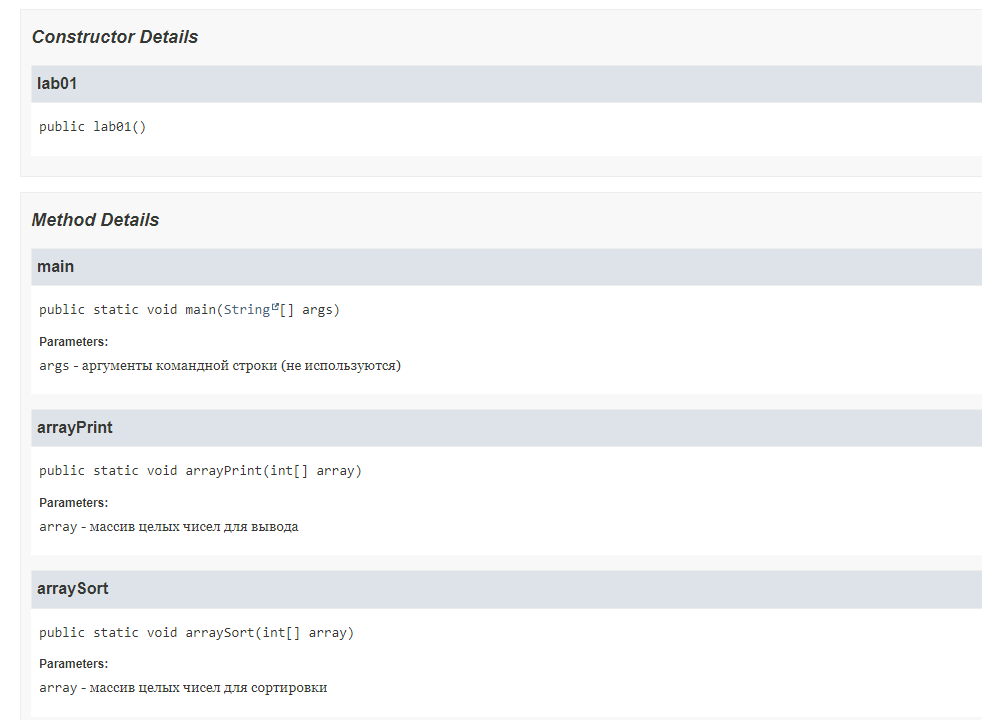 Constructor Details
lab01
public lab01()
Method Details
main
public static void main(String[] args)
Parameters:
args - аргументы командной строки (не используются)
arrayPrint
public static void arrayPrint(int[] array)
Parameters:
array - массив целых чисел для вывода
arraySort
public static void arraySort(int[] array)
Parameters:
array - массив целых чисел для сортировки